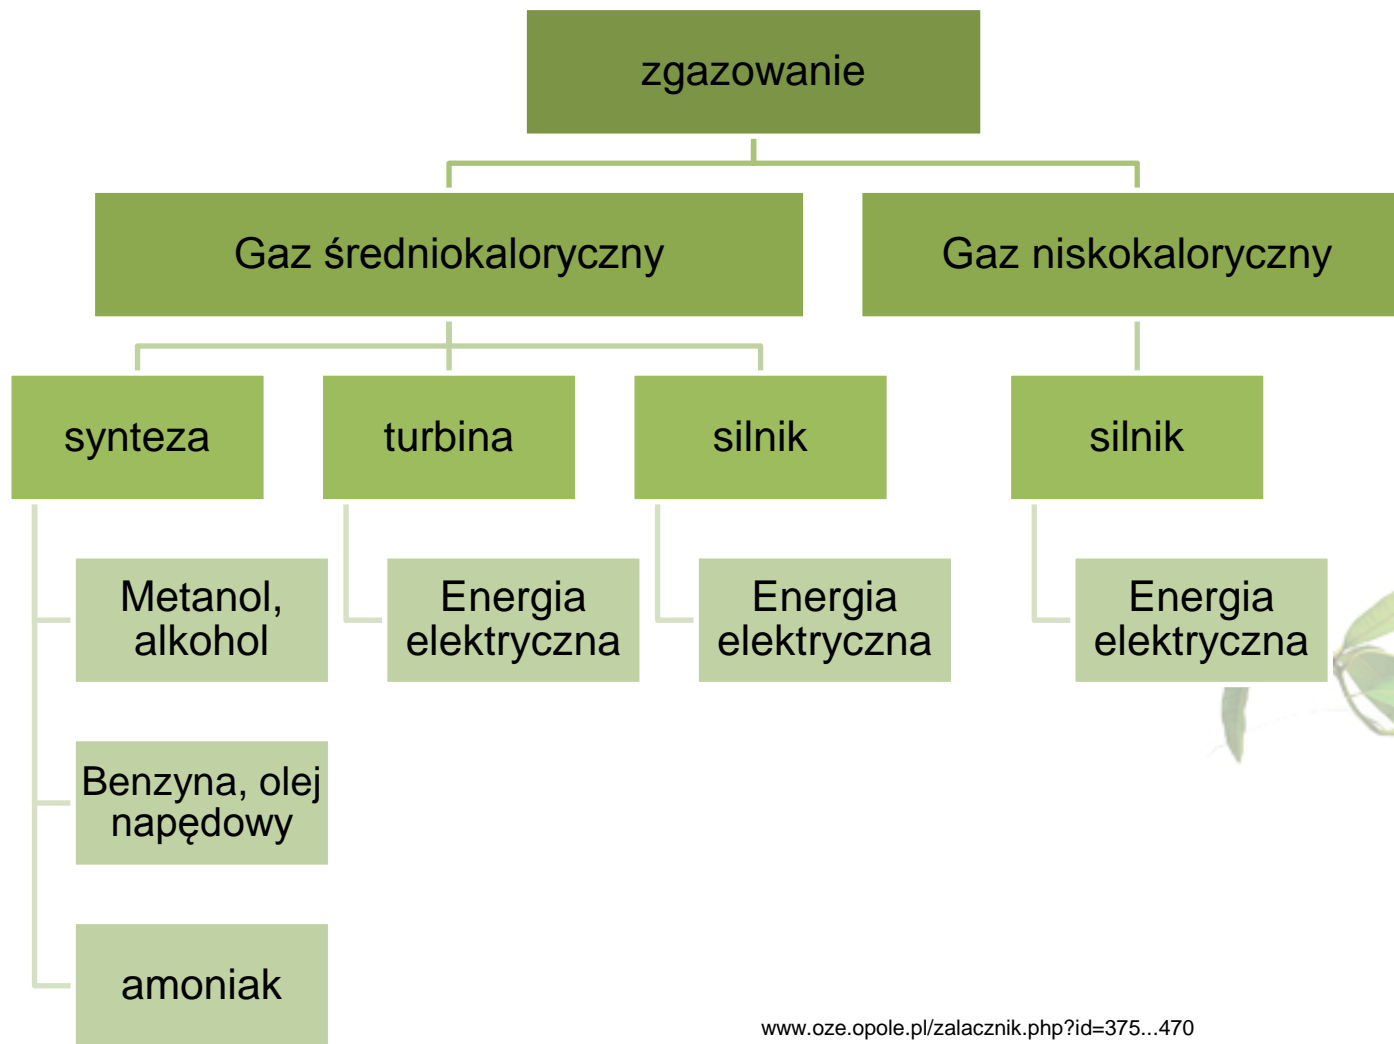 zgazowanie
Gaz średniokaloryczny
Gaz niskokaloryczny
synteza
turbina
silnik
silnik
Metanol,
alkohol
Energia
elektryczna
Energia
elektryczna
Energia
elektryczna
Benzyna, olej
napędowy
amoniak
www.oze.opole.pl/zalacznik.php?id=375...470